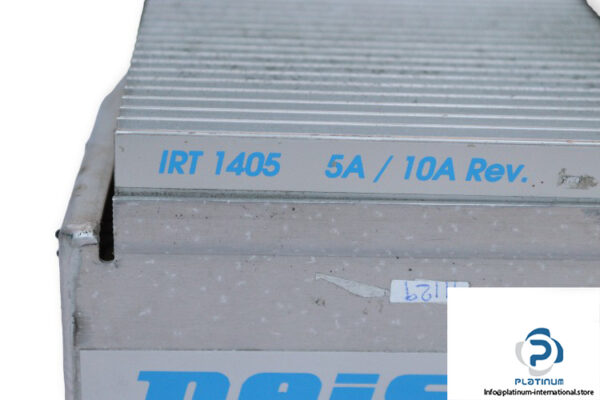 IRT 1405 5A / 10A Rev.
PLATINUM
Info@platinum-international.store